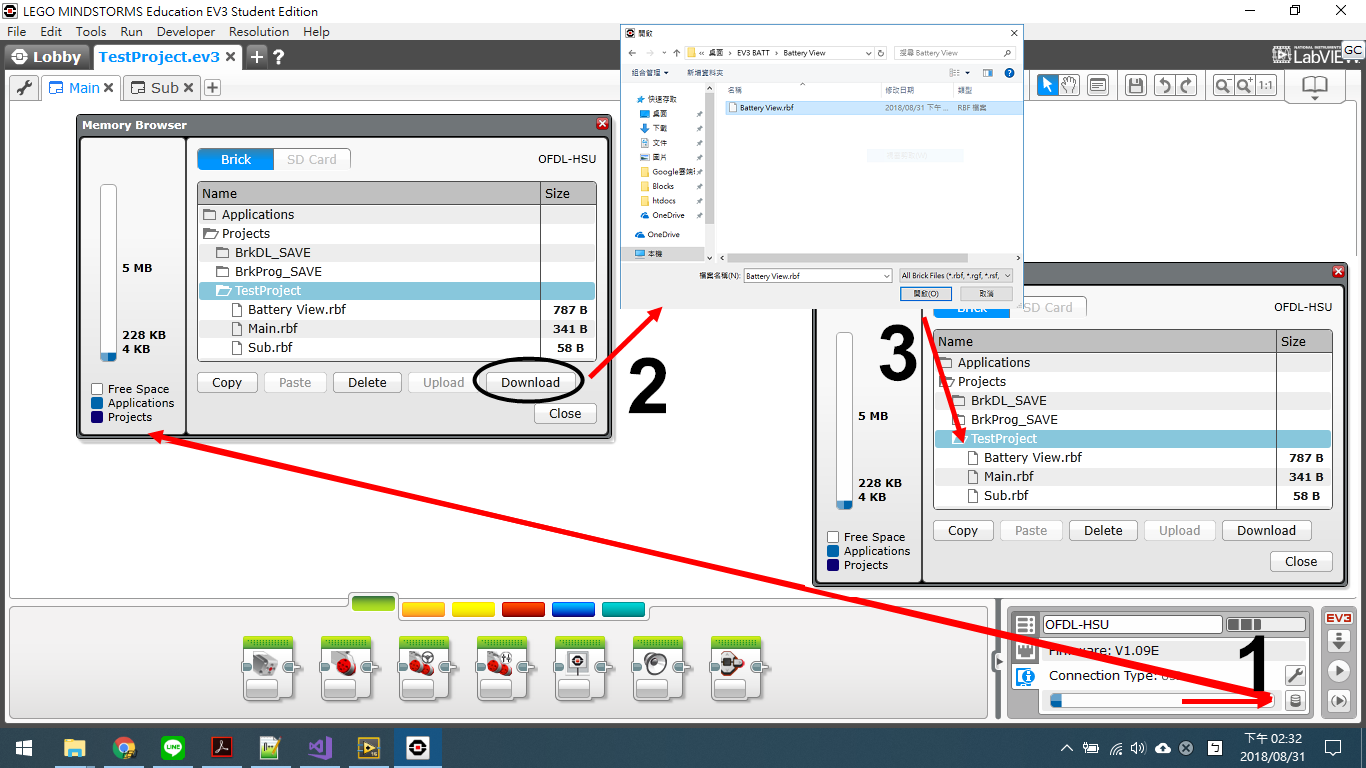 LEGO MINDSTORMS Education EV3 Student Edition
File Edit Tools Run Developer Resolution Help
Lobby TestProject.ev3 + ?
NATIONAL INSTRUMENTS
LabVIEW
GC
Main Sub
1:1
Memory Browser
Brick SD Card OFDL-HSU
Name Size
Applications
Projects
BrkDL_SAVE
BrkProg_SAVE
TestProject
Battery View.rbf 787 B
Main.rbf 341 B
Sub.rbf 58 B
5 MB
228 KB
4 KB
Free Space
Applications
Projects
Copy Paste Delete Upload Download
Close
2
開啟
« 桌面 › EV3 BATT › Battery View
搜尋 Battery View
組合管理 新增資料夾
名稱 修改日期 類型
Battery View.rbf 2018/08/31 下午 ... RBF 檔案
快速存取
桌面
下載
文件
圖片
Google雲端
Blocks
htdocs
OneDrive
OneDrive
本機
檔案名稱(N): Battery View.rbf All Brick Files (*.rbf, *.rgf, *.rsf,
開啟(O) 取消
3
Brick SD Card OFDL-HSU
Name Size
Applications
Projects
BrkDL_SAVE
BrkProg_SAVE
TestProject
Battery View.rbf 787 B
Main.rbf 341 B
Sub.rbf 58 B
5 MB
228 KB
4 KB
Free Space
Applications
Projects
Copy Paste Delete Upload Download
Close
OFDL-HSU
EV3
Firmware: V1.09E
Connection Type:
1
下午 02:32
2018/08/31